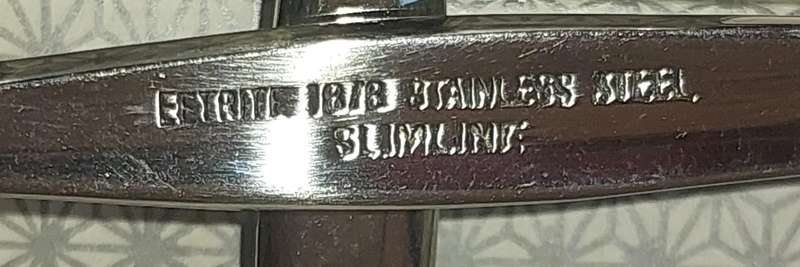 EETRITE 18/8 STAINLESS STEEL
SLIMLINE